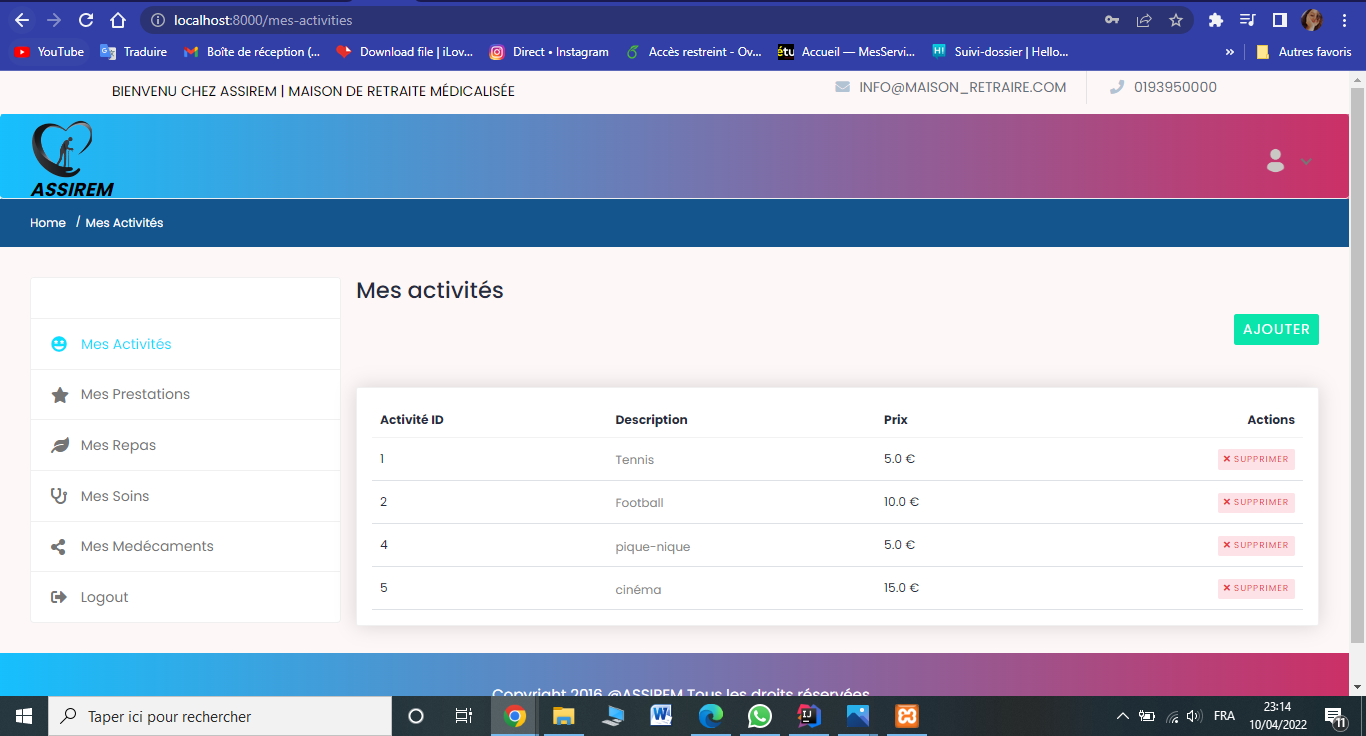 localhost:8000/mes-activities
YouTube Traduire Boîte de réception (... Download file | iLov... Direct • Instagram Accès restreint - Ov... étu Accueil — MesServi... H! Suivi-dossier | Hello... » Autres favoris
BIENVENU CHEZ ASSIREM | MAISON DE RETRAITE MÉDICALISÉE INFO@MAISON_RETRAIRE.COM 0193950000
ASSIREM
Home / Mes Activités
Mes activités
AJOUTER
Mes Activités
Mes Prestations
Mes Repas
Mes Soins
Mes Medécaments
Logout
Activité ID Description Prix Actions
1 Tennis 5.0 € × SUPPRIMER
2 Football 10.0 € × SUPPRIMER
4 pique-nique 5.0 € × SUPPRIMER
5 cinéma 15.0 € × SUPPRIMER
Copyright 2016 @ASSIREM Tous les droits réservées
Taper ici pour rechercher FRA 23:14
10/04/2022 11